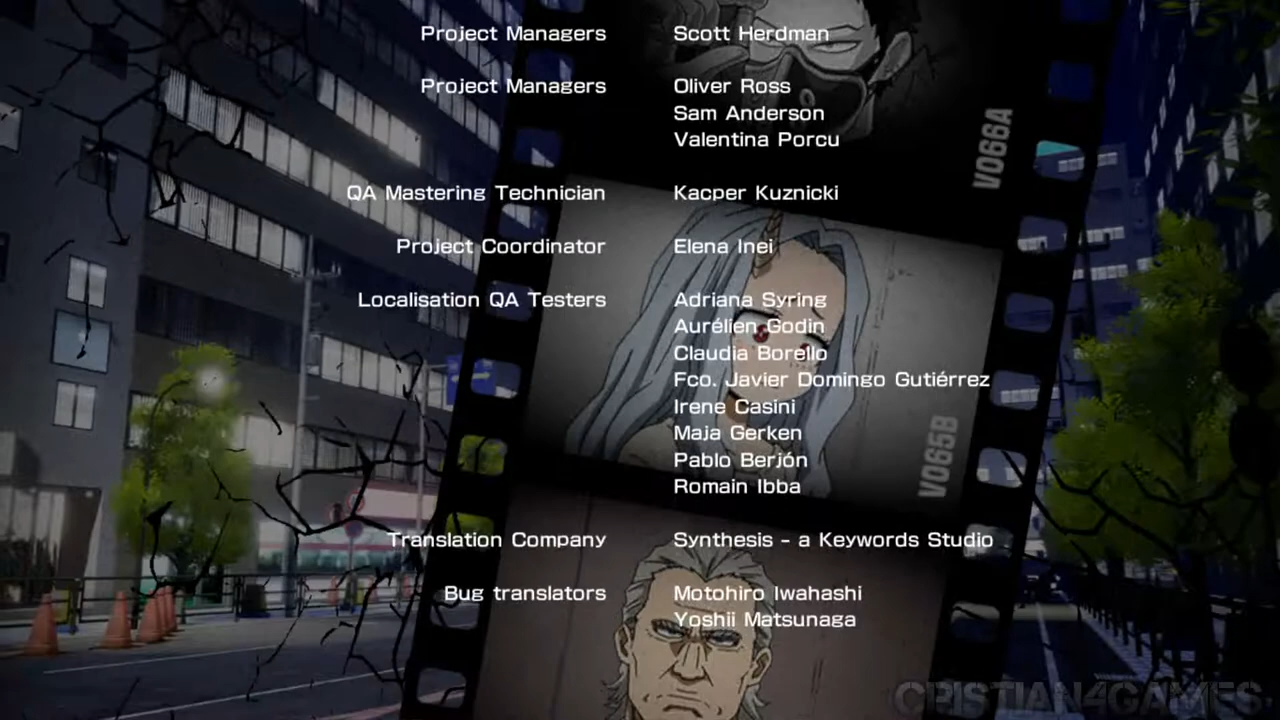 Project Managers Scott Herdman
Project Managers Oliver Ross
Sam Anderson
Valentina Porcu
QA Mastering Technician Kacper Kuznicki
Project Coordinator Elena Inei
Localisation QA Testers Adriana Syring
Aurélien Godin
Claudia Borello
Fco. Javier Domingo Gutiérrez
Irene Casini
Maja Gerken
Pablo Berjón
Romain Ibba
Translation Company Synthesis - a Keywords Studio
Bug translators Motohiro Iwahashi
Yoshii Matsunaga
V066A
V065B
CRISTIAN4GAMES